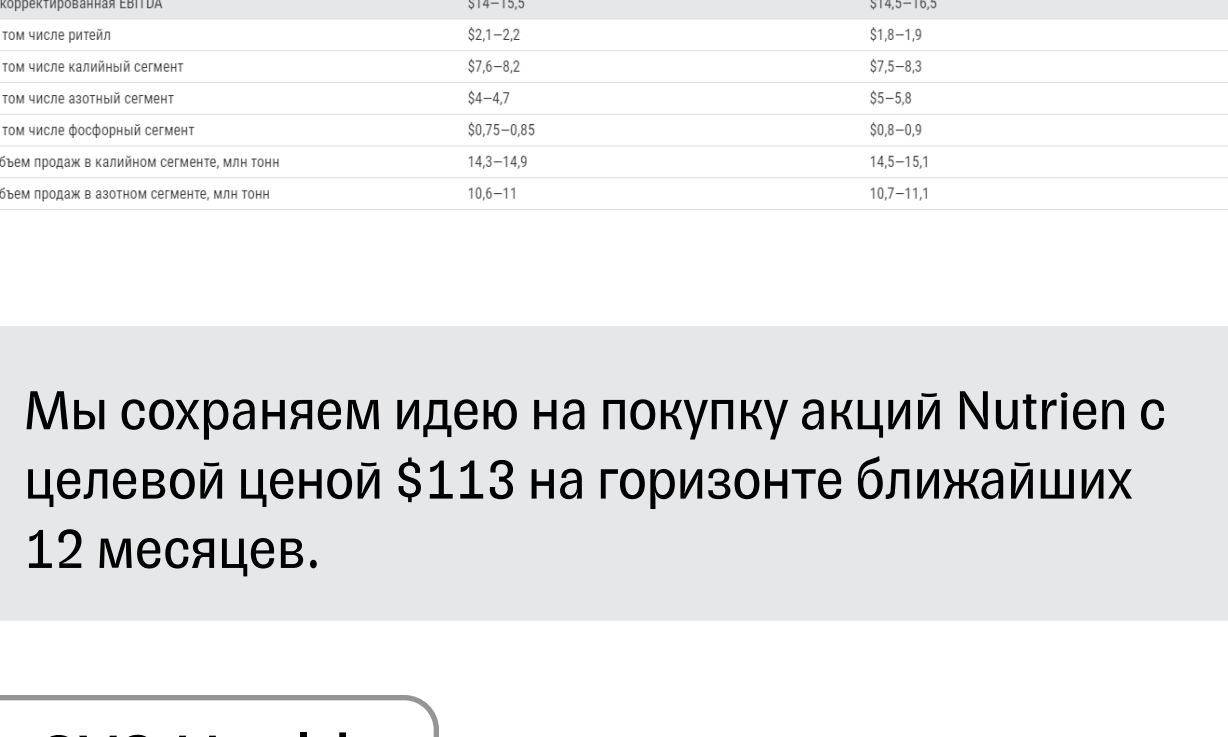 корректированная EBITDA $14–15,5 $14,5–16,5
том числе ритейл $2,1–2,2 $1,8–1,9
том числе калийный сегмент $7,6–8,2 $7,5–8,3
том числе азотный сегмент $4–4,7 $5–5,8
том числе фосфорный сегмент $0,75–0,85 $0,8–0,9
бъем продаж в калийном сегменте, млн тонн 14,3–14,9 14,5–15,1
бъем продаж в азотном сегменте, млн тонн 10,6–11 10,7–11,1
Мы сохраняем идею на покупку акций Nutrien с
целевой ценой $113 на горизонте ближайших
12 месяцев.